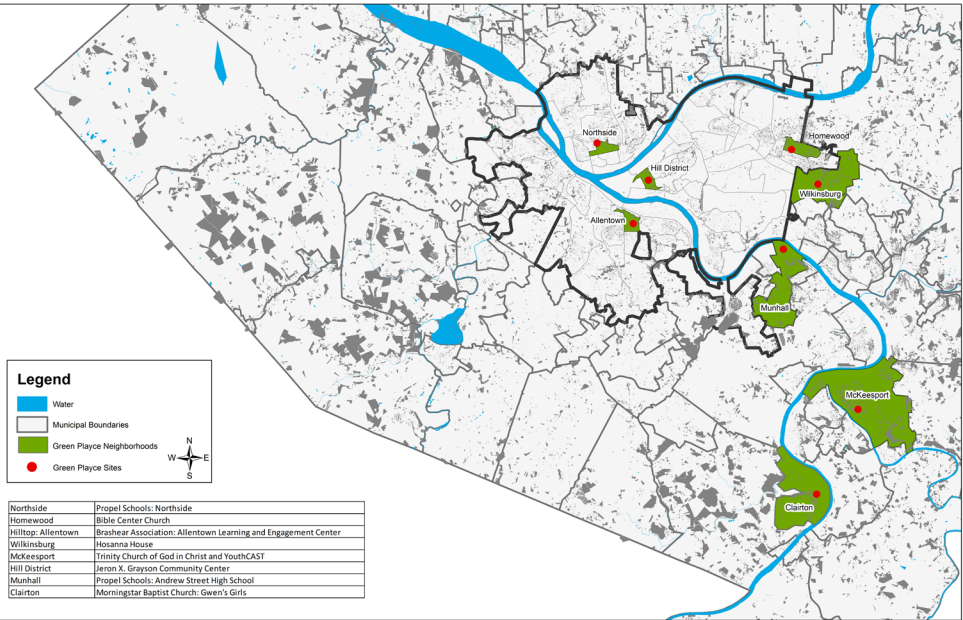 Northside
Homewood
Hill District
Wilkinsburg
Allentown
Munhall
McKeesport
Clairton
Legend
Water
Municipal Boundaries
Green Playce Neighborhoods
Green Playce Sites
N
W E
S
Northside Propel Schools: Northside
Homewood Bible Center Church
Hilltop: Allentown Brashear Association: Allentown Learning and Engagement Center
Wilkinsburg Hosanna House
McKeesport Trinity Church of God in Christ and YouthCAST
Hill District Jeron X. Grayson Community Center
Munhall Propel Schools: Andrew Street High School
Clairton Morningstar Baptist Church: Gwen's Girls